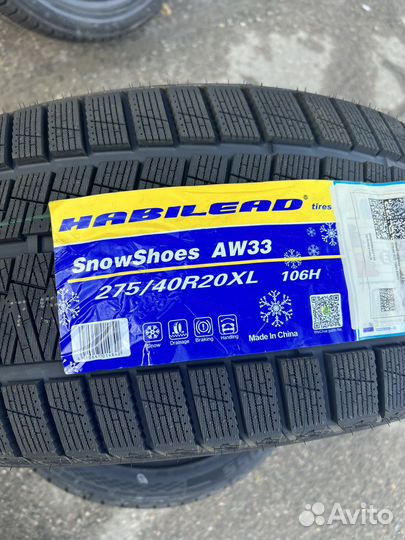 HABILEAD® tires
SnowShoes AW33
275/40R20XL 106H
Snow Drainage Braking Handling
Made In China
Avito